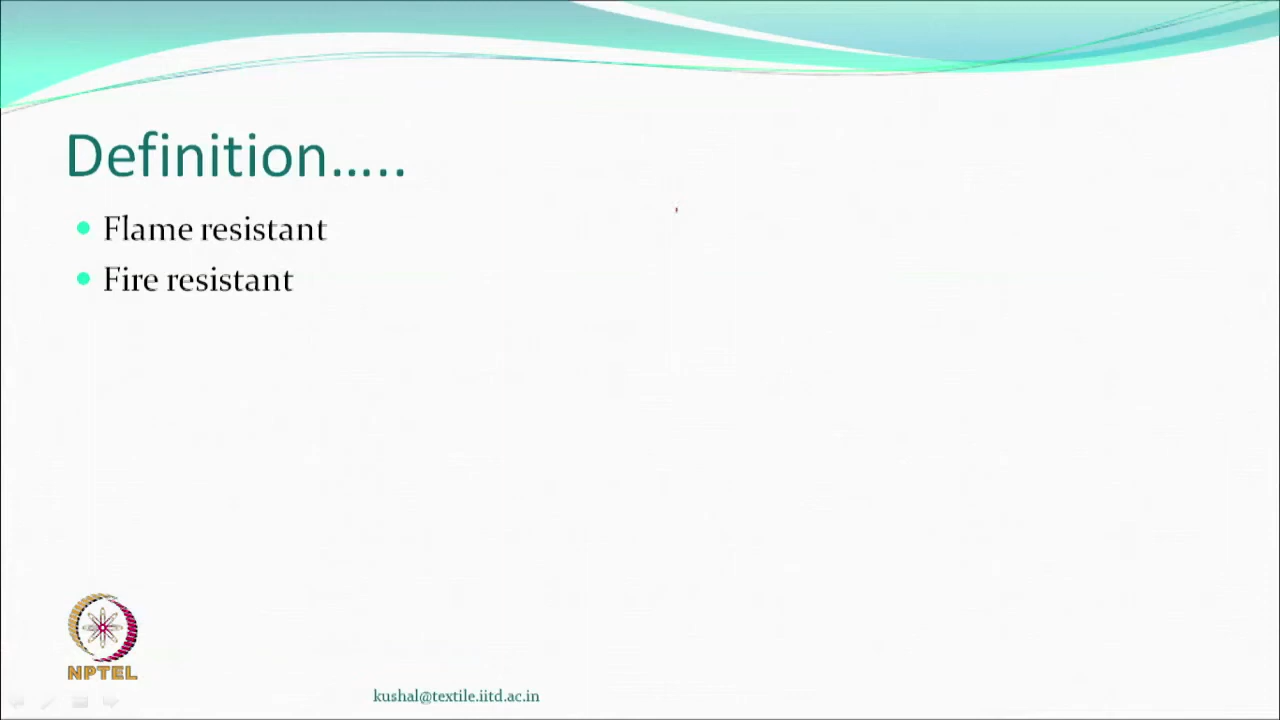 Definition…..
Flame resistant
Fire resistant
NPTEL
kushal@textile.iitd.ac.in